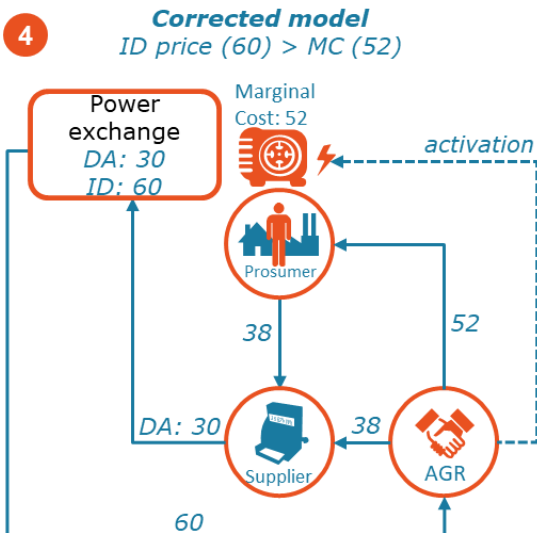 4
Corrected model
ID price (60) > MC (52)
Power
exchange
DA: 30
ID: 60
Marginal
Cost: 52
activation
Prosumer
38
52
DA: 30
38
Supplier
AGR
60